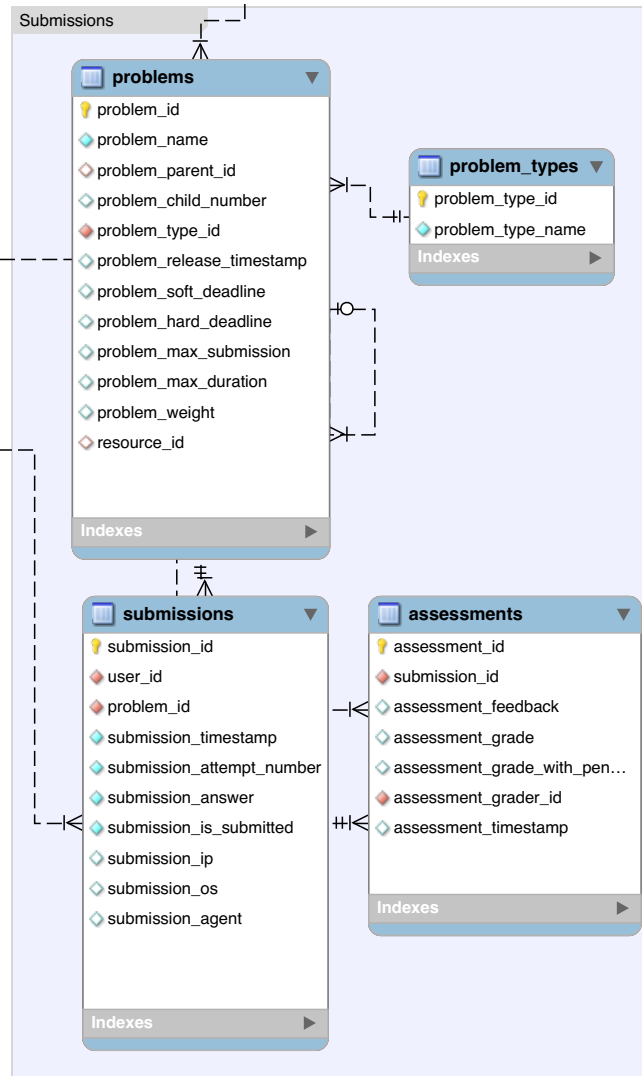 Submissions
problems
problem_id
problem_name
problem_parent_id
problem_child_number
problem_type_id
problem_release_timestamp
problem_soft_deadline
problem_hard_deadline
problem_max_submission
problem_max_duration
problem_weight
resource_id
Indexes
problem_types
problem_type_id
problem_type_name
Indexes
submissions
submission_id
user_id
problem_id
submission_timestamp
submission_attempt_number
submission_answer
submission_is_submitted
submission_ip
submission_os
submission_agent
Indexes
assessments
assessment_id
submission_id
assessment_feedback
assessment_grade
assessment_grade_with_pen...
assessment_grader_id
assessment_timestamp
Indexes